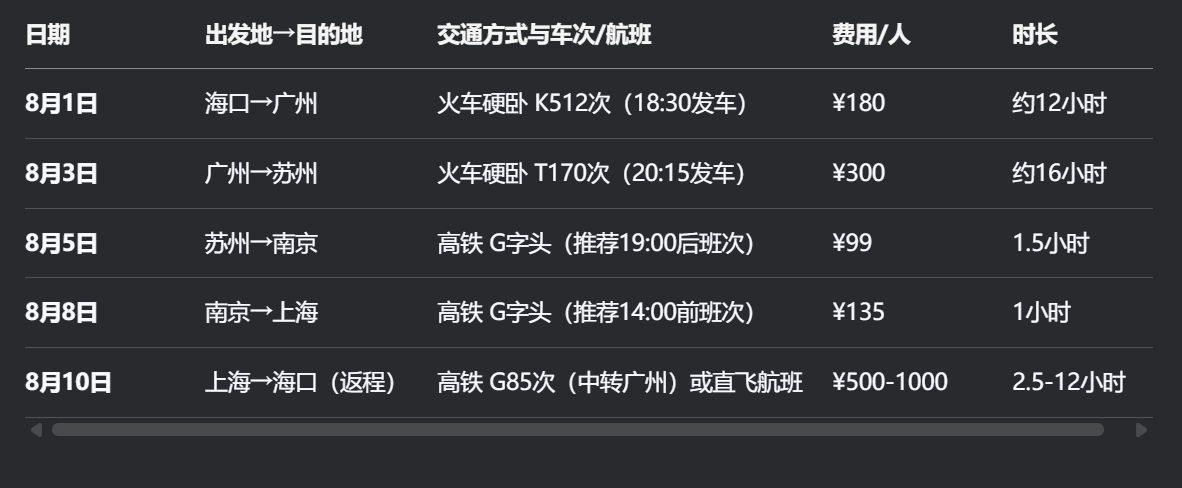 日期 出发地→目的地 交通方式与车次/航班 费用/人 时长
8月1日 海口→广州 火车硬卧 K512次（18:30发车） ¥180 约12小时
8月3日 广州→苏州 火车硬卧 T170次（20:15发车） ¥300 约16小时
8月5日 苏州→南京 高铁 G字头（推荐19:00后班次） ¥99 1.5小时
8月8日 南京→上海 高铁 G字头（推荐14:00前班次） ¥135 1小时
8月10日 上海→海口（返程） 高铁 G85次（中转广州）或直飞航班 ¥500-1000 2.5-12小时